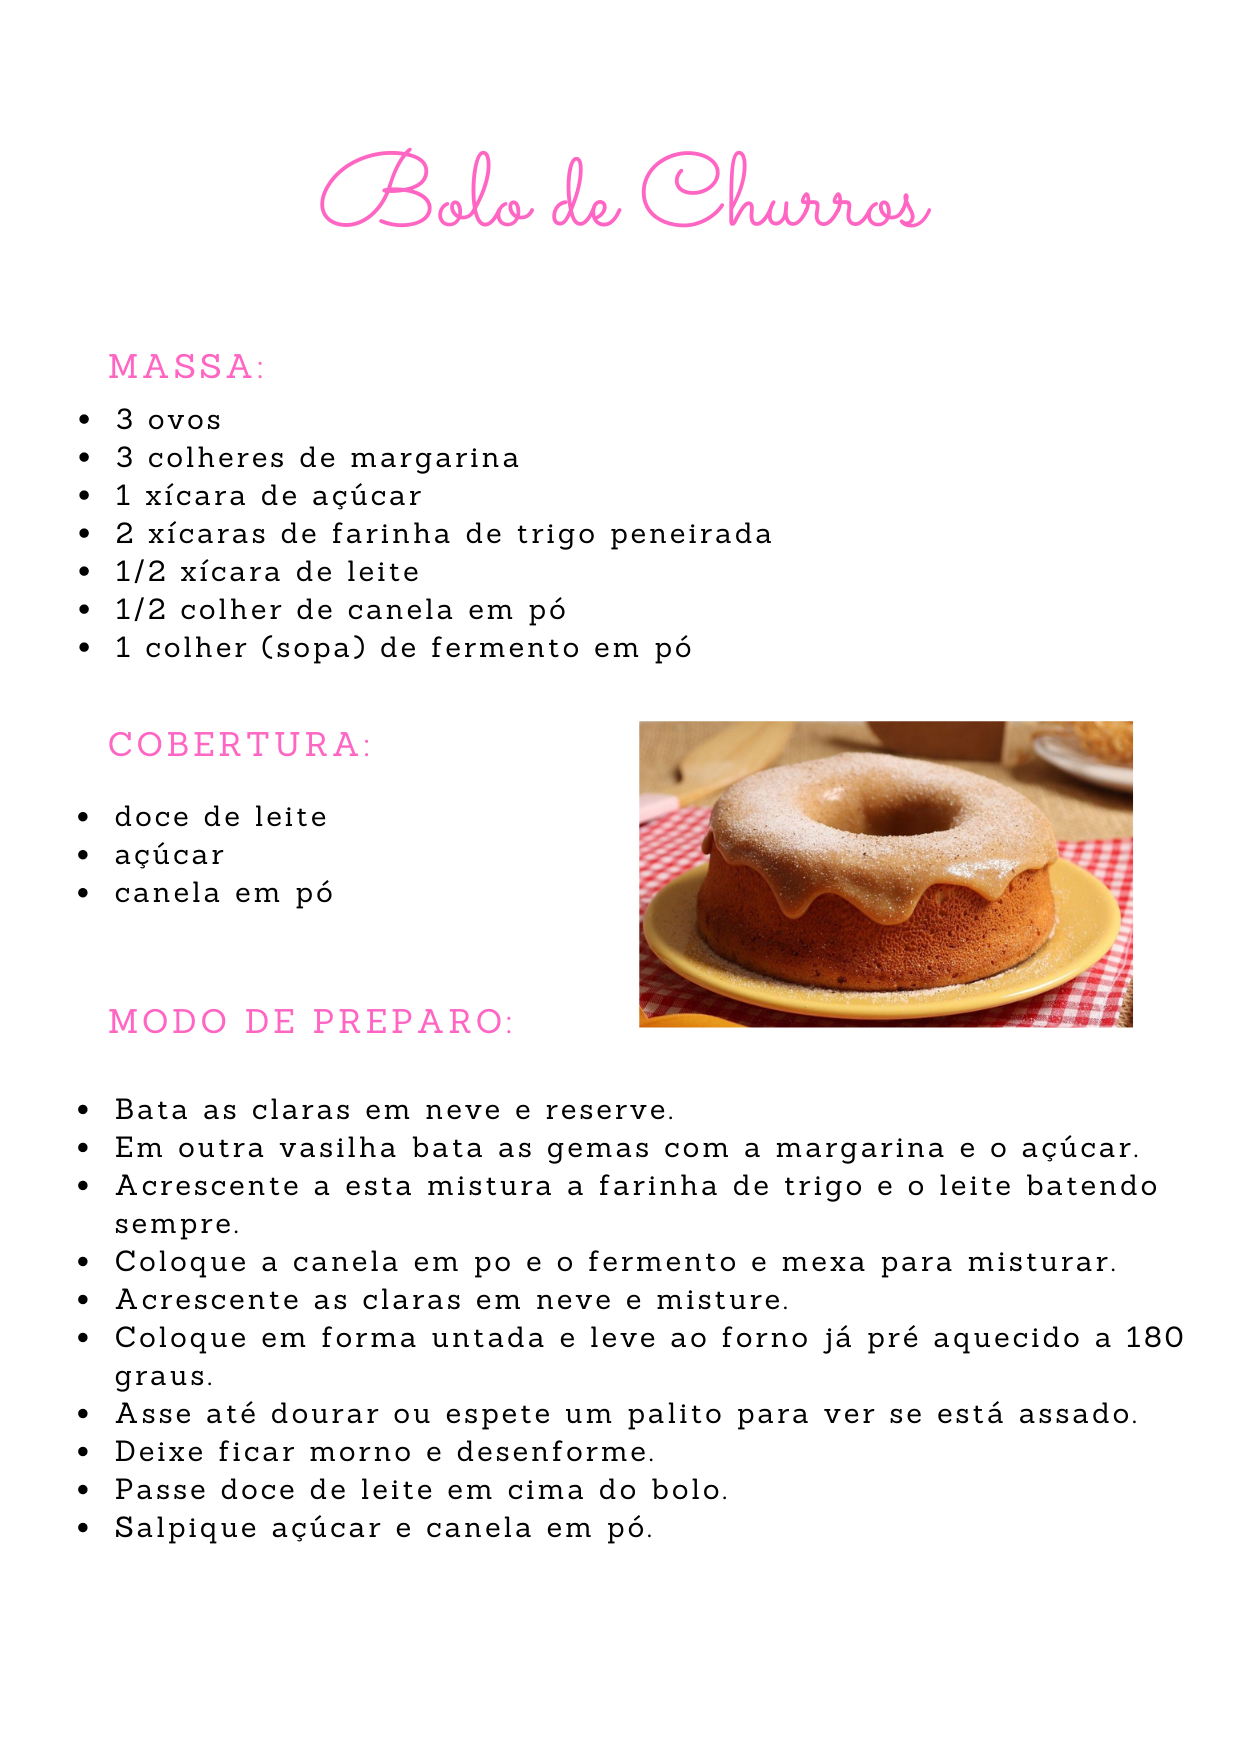 Bolo de Churros
MASSA:
• 3 ovos
• 3 colheres de margarina
• 1 xícara de açúcar
• 2 xícaras de farinha de trigo peneirada
• 1/2 xícara de leite
• 1/2 colher de canela em pó
• 1 colher (sopa) de fermento em pó
COBERTURA:
• doce de leite
• açúcar
• canela em pó
MODO DE PREPARO:
• Bata as claras em neve e reserve.
• Em outra vasilha bata as gemas com a margarina e o açúcar.
• Acrescente a esta mistura a farinha de trigo e o leite batendo
sempre.
• Coloque a canela em po e o fermento e mexa para misturar.
• Acrescente as claras em neve e misture.
• Coloque em forma untada e leve ao forno já pré aquecido a 180
graus.
• Asse até dourar ou espete um palito para ver se está assado.
• Deixe ficar morno e desenforme.
• Passe doce de leite em cima do bolo.
• Salpique açúcar e canela em pó.